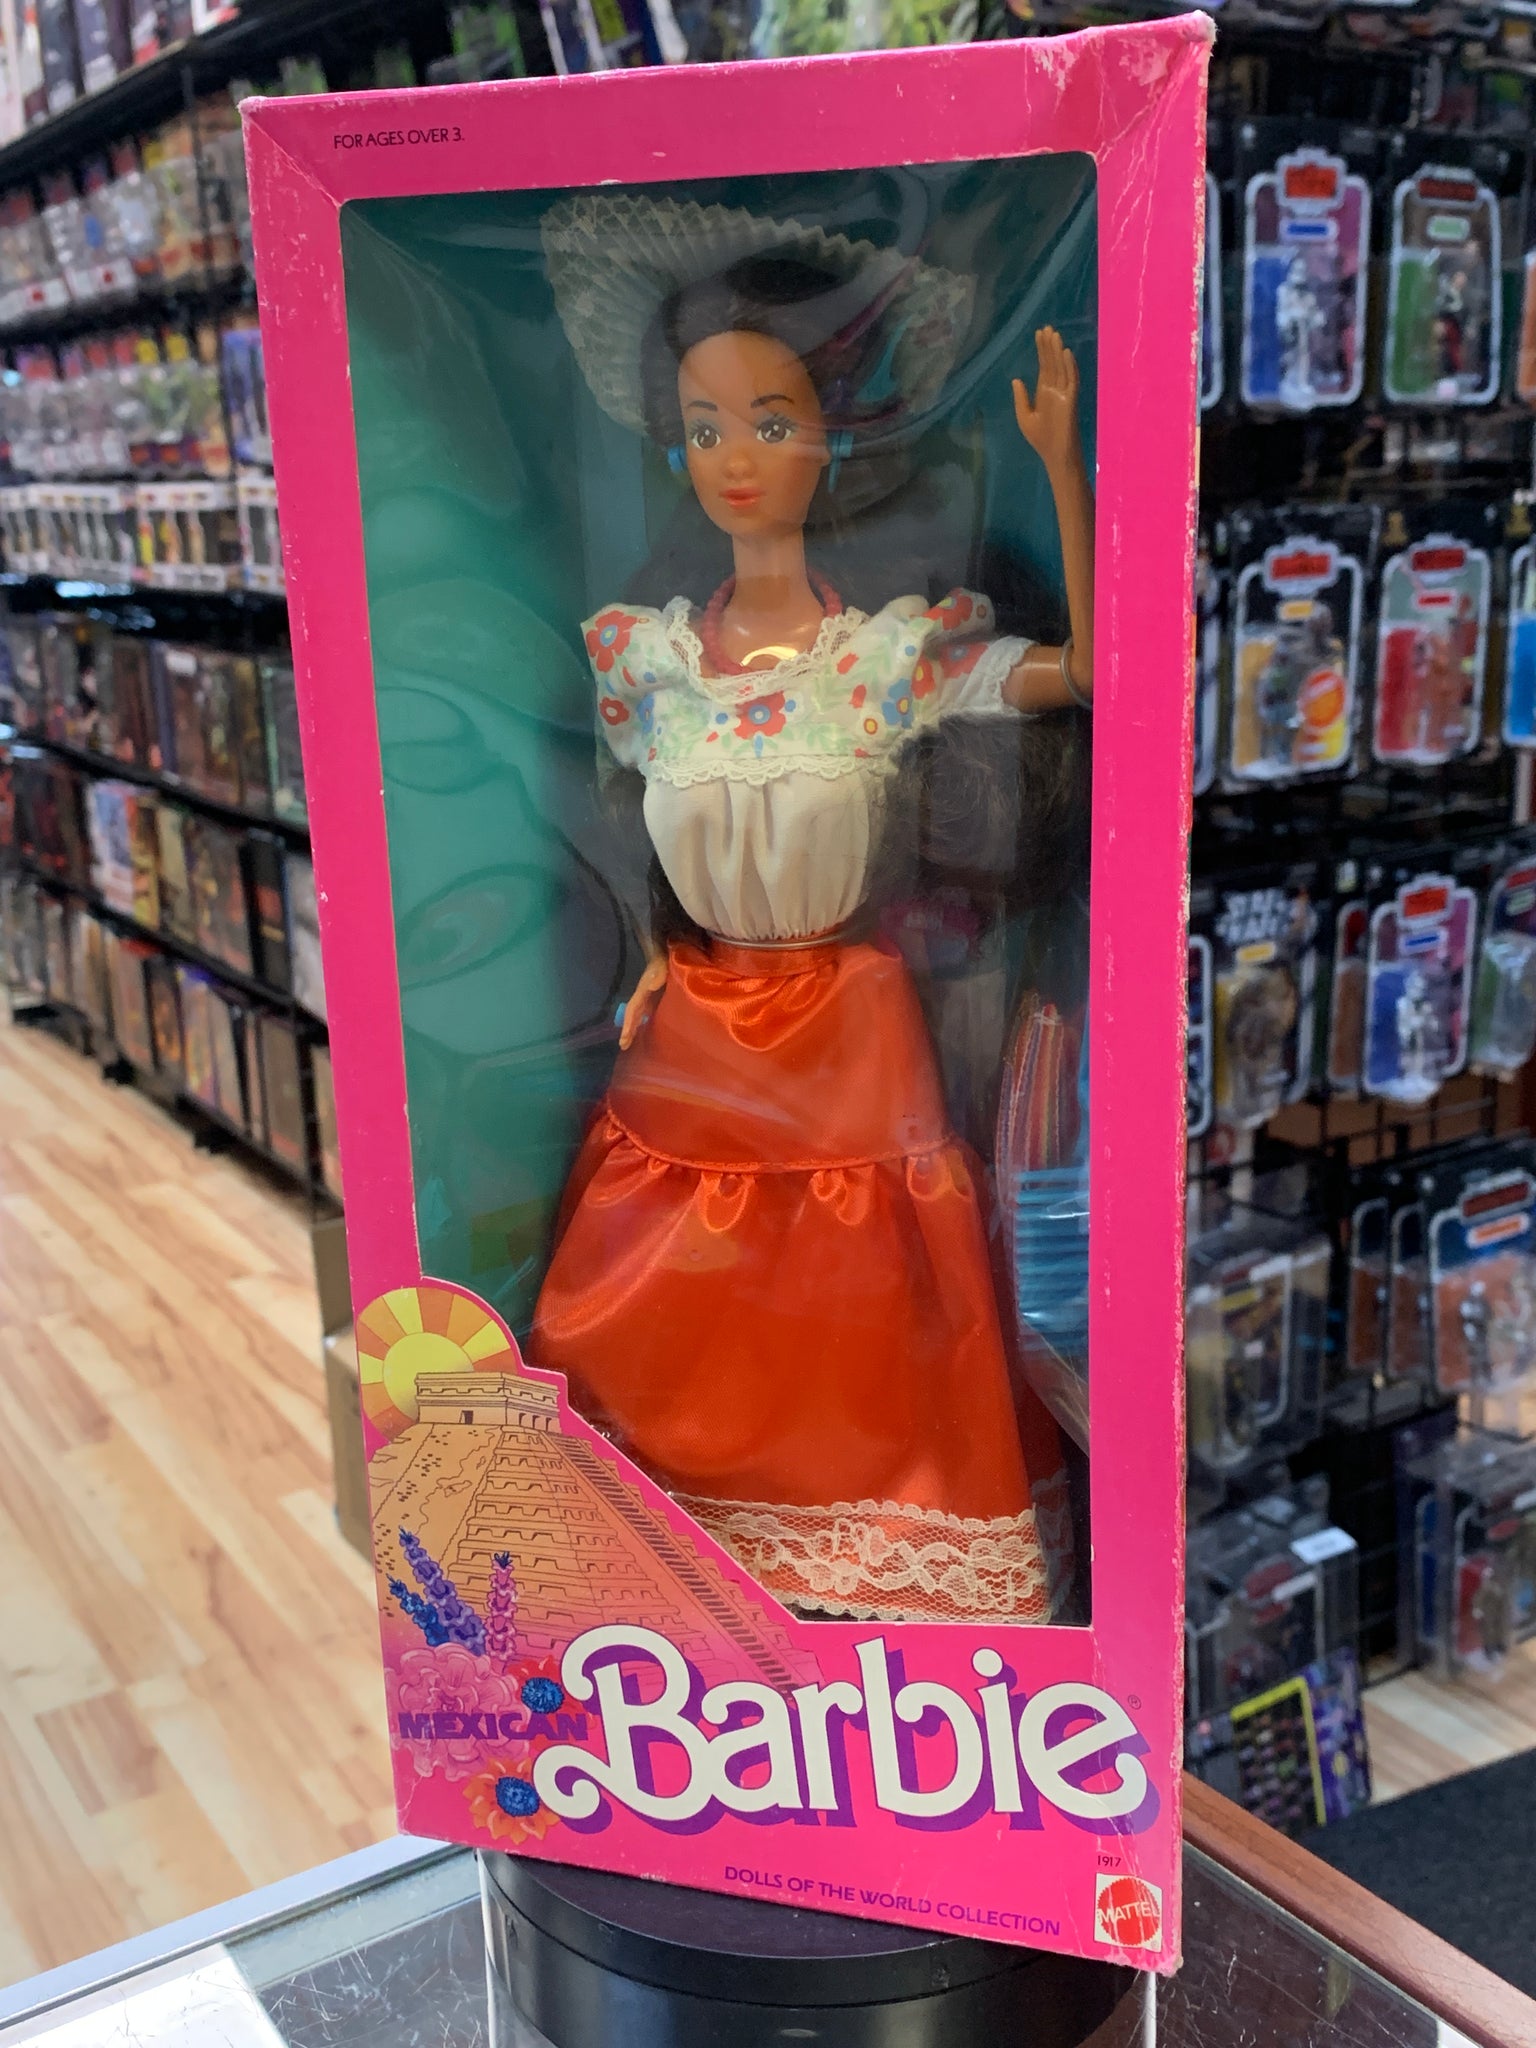 FOR AGES OVER 3.
MEXICAN
Barbie®
1917
DOLLS OF THE WORLD COLLECTION
MATTEL